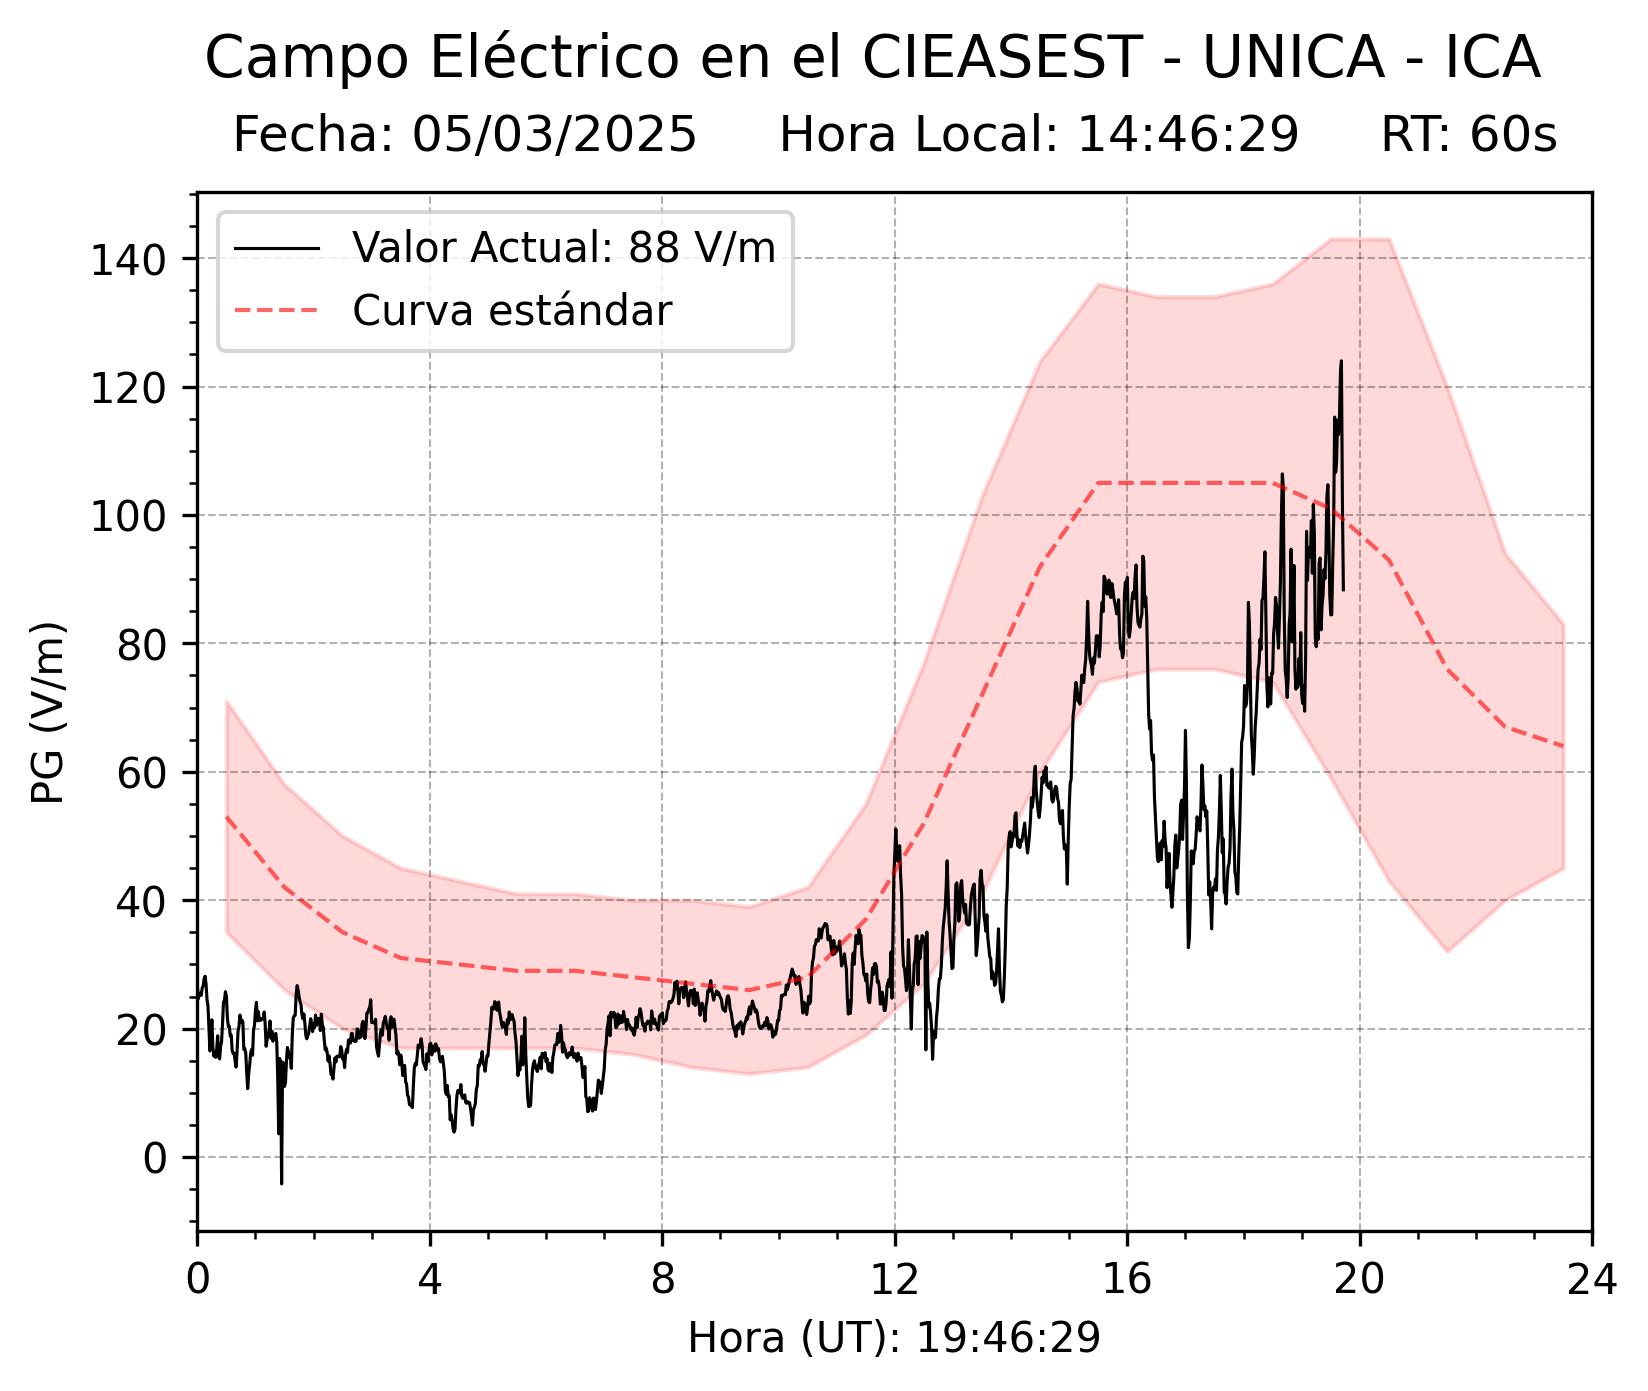 Campo Eléctrico en el CIEASEST - UNICA - ICA
Fecha: 05/03/2025 Hora Local: 14:46:29 RT: 60s
Valor Actual: 88 V/m
Curva estándar
PG (V/m)
140
120
100
80
60
40
20
0
0 4 8 12 16 20 24
Hora (UT): 19:46:29